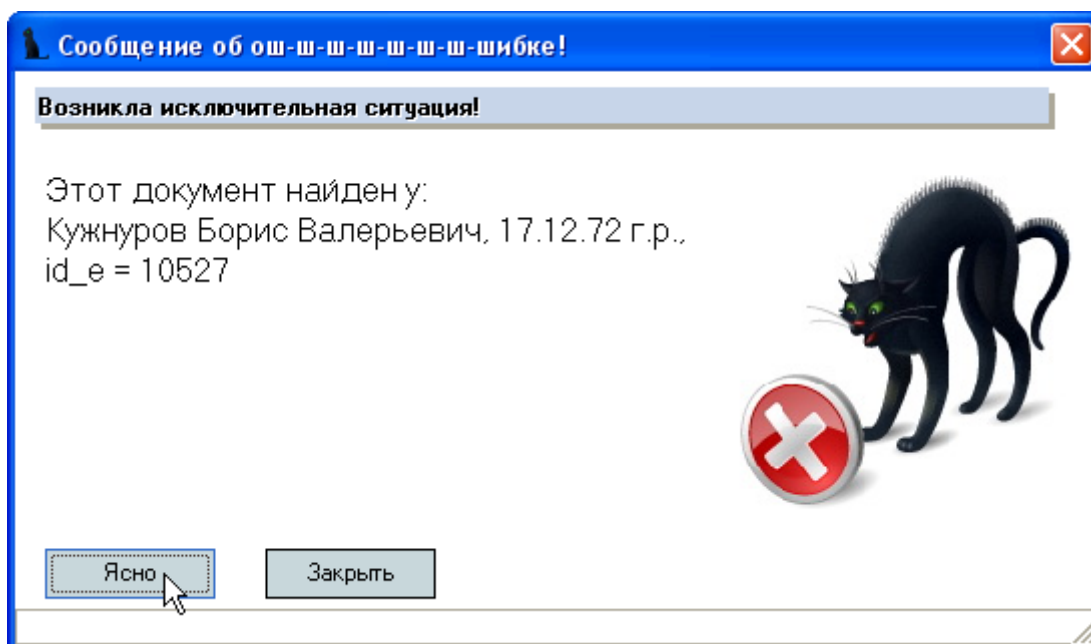 Сообщение об ош-ш-ш-ш-ш-ш-шибке!
Возникла исключительная ситуация!
Этот документ найден у:
Кужнуров Борис Валерьевич, 17.12.72 г.р.,
id_e = 10527
Ясно
Закрыть